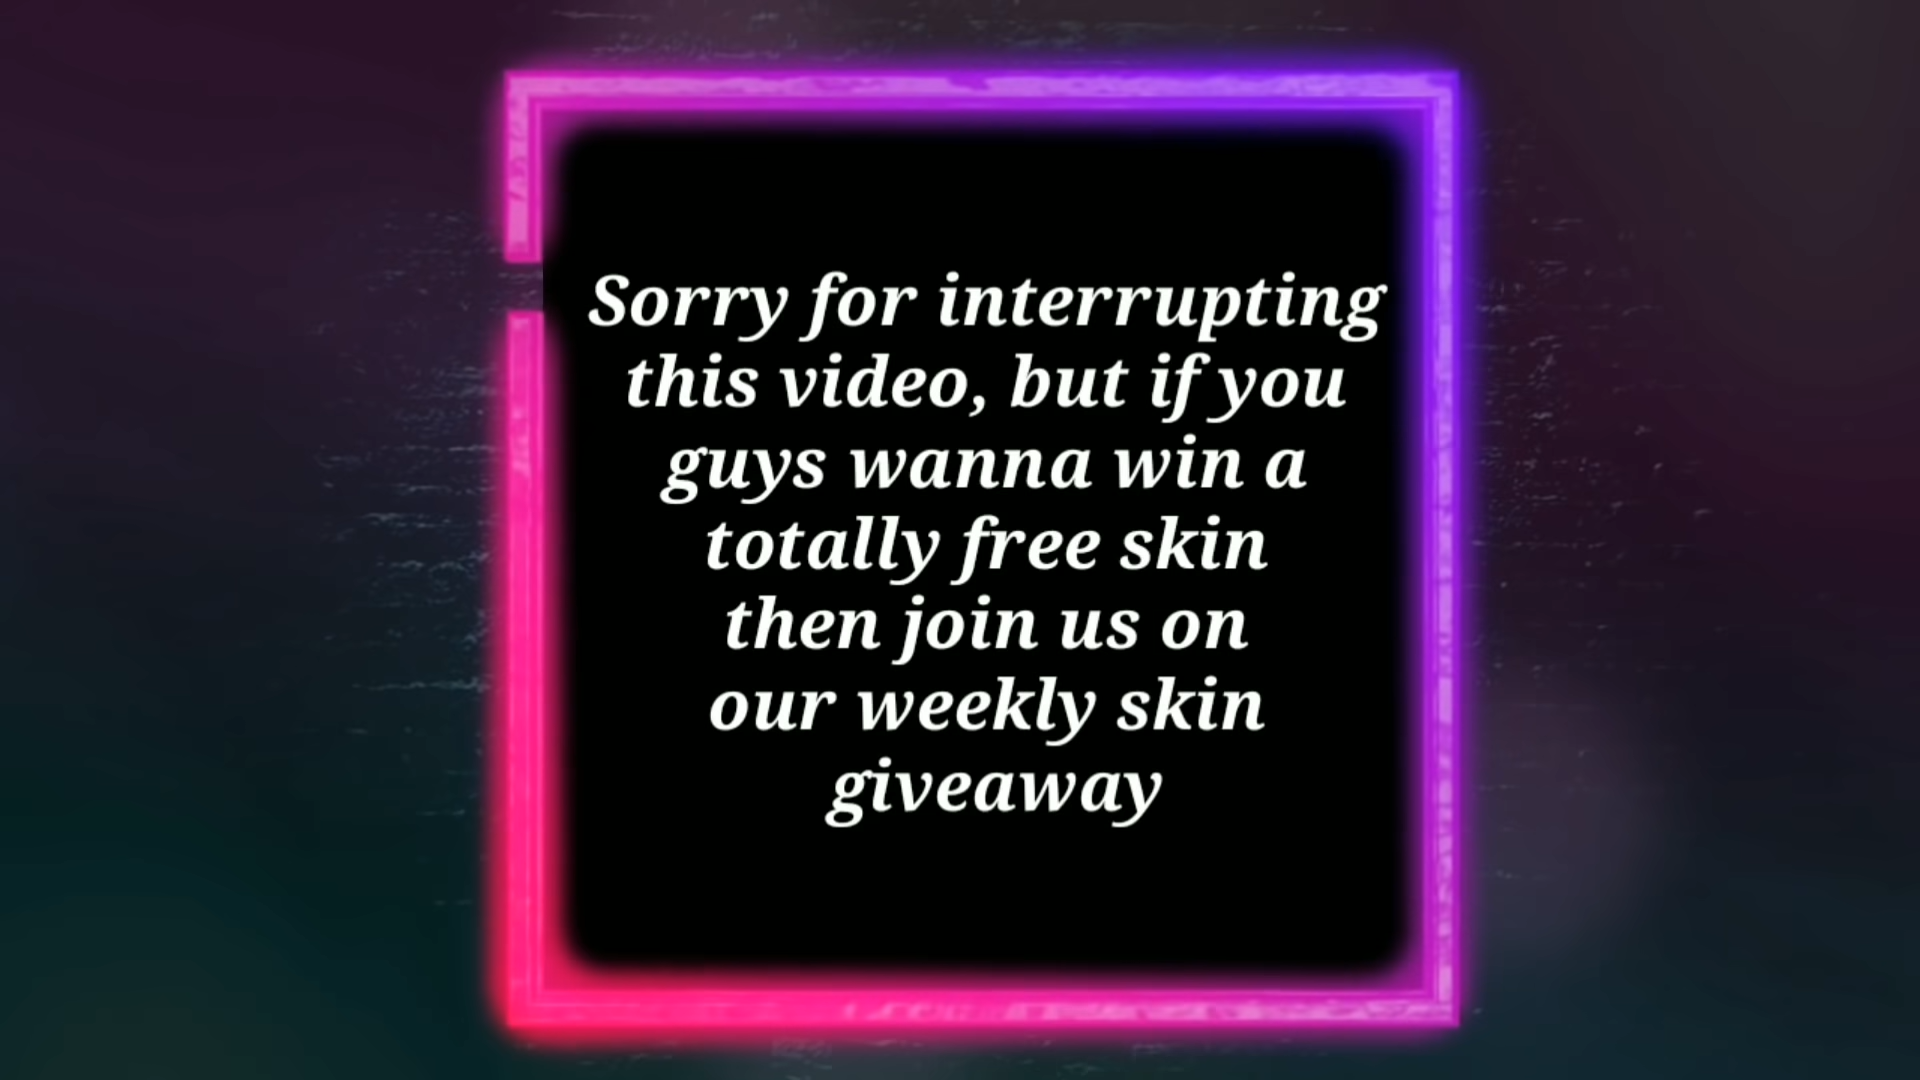 Sorry for interrupting
this video, but if you
guys wanna win a
totally free skin
then join us on
our weekly skin
giveaway